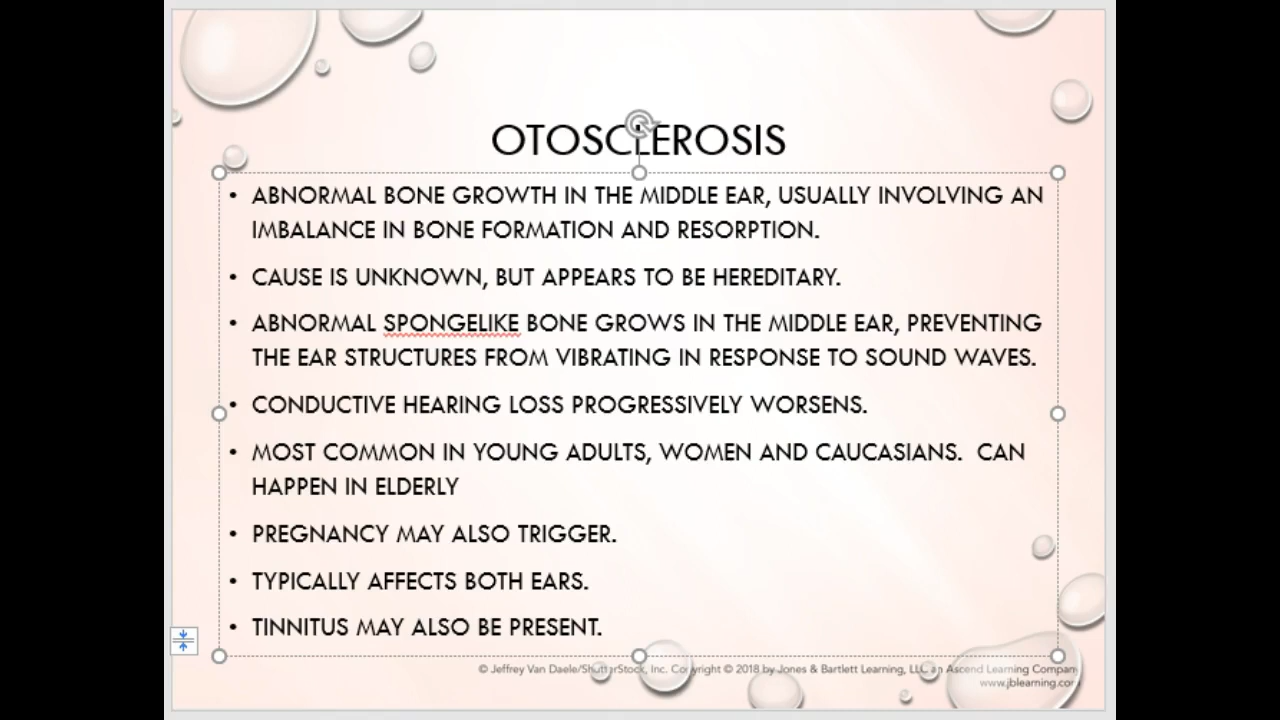 OTOSCLEROSIS
• ABNORMAL BONE GROWTH IN THE MIDDLE EAR, USUALLY INVOLVING AN
IMBALANCE IN BONE FORMATION AND RESORPTION.
• CAUSE IS UNKNOWN, BUT APPEARS TO BE HEREDITARY.
• ABNORMAL SPONGELIKE BONE GROWS IN THE MIDDLE EAR, PREVENTING
THE EAR STRUCTURES FROM VIBRATING IN RESPONSE TO SOUND WAVES.
• CONDUCTIVE HEARING LOSS PROGRESSIVELY WORSENS.
• MOST COMMON IN YOUNG ADULTS, WOMEN AND CAUCASIANS.  CAN
HAPPEN IN ELDERLY
• PREGNANCY MAY ALSO TRIGGER.
• TYPICALLY AFFECTS BOTH EARS.
• TINNITUS MAY ALSO BE PRESENT.
© Jeffrey Van Daele/ShutterStock, Inc. Copyright © 2018 by Jones & Bartlett Learning, LLC an Ascend Learning Company
www.jblearning.com